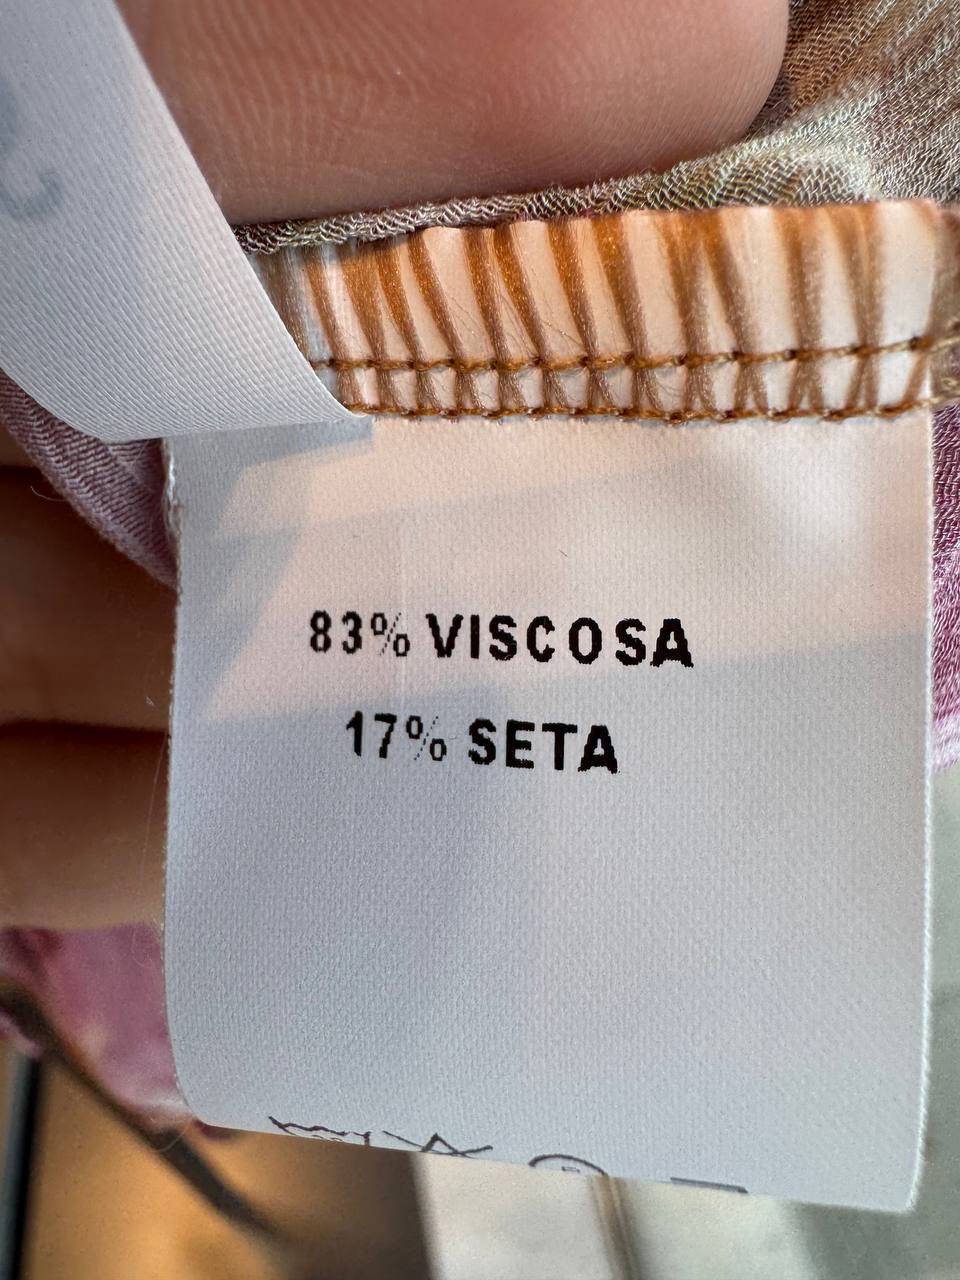 83% VISCOSA
17% SETA